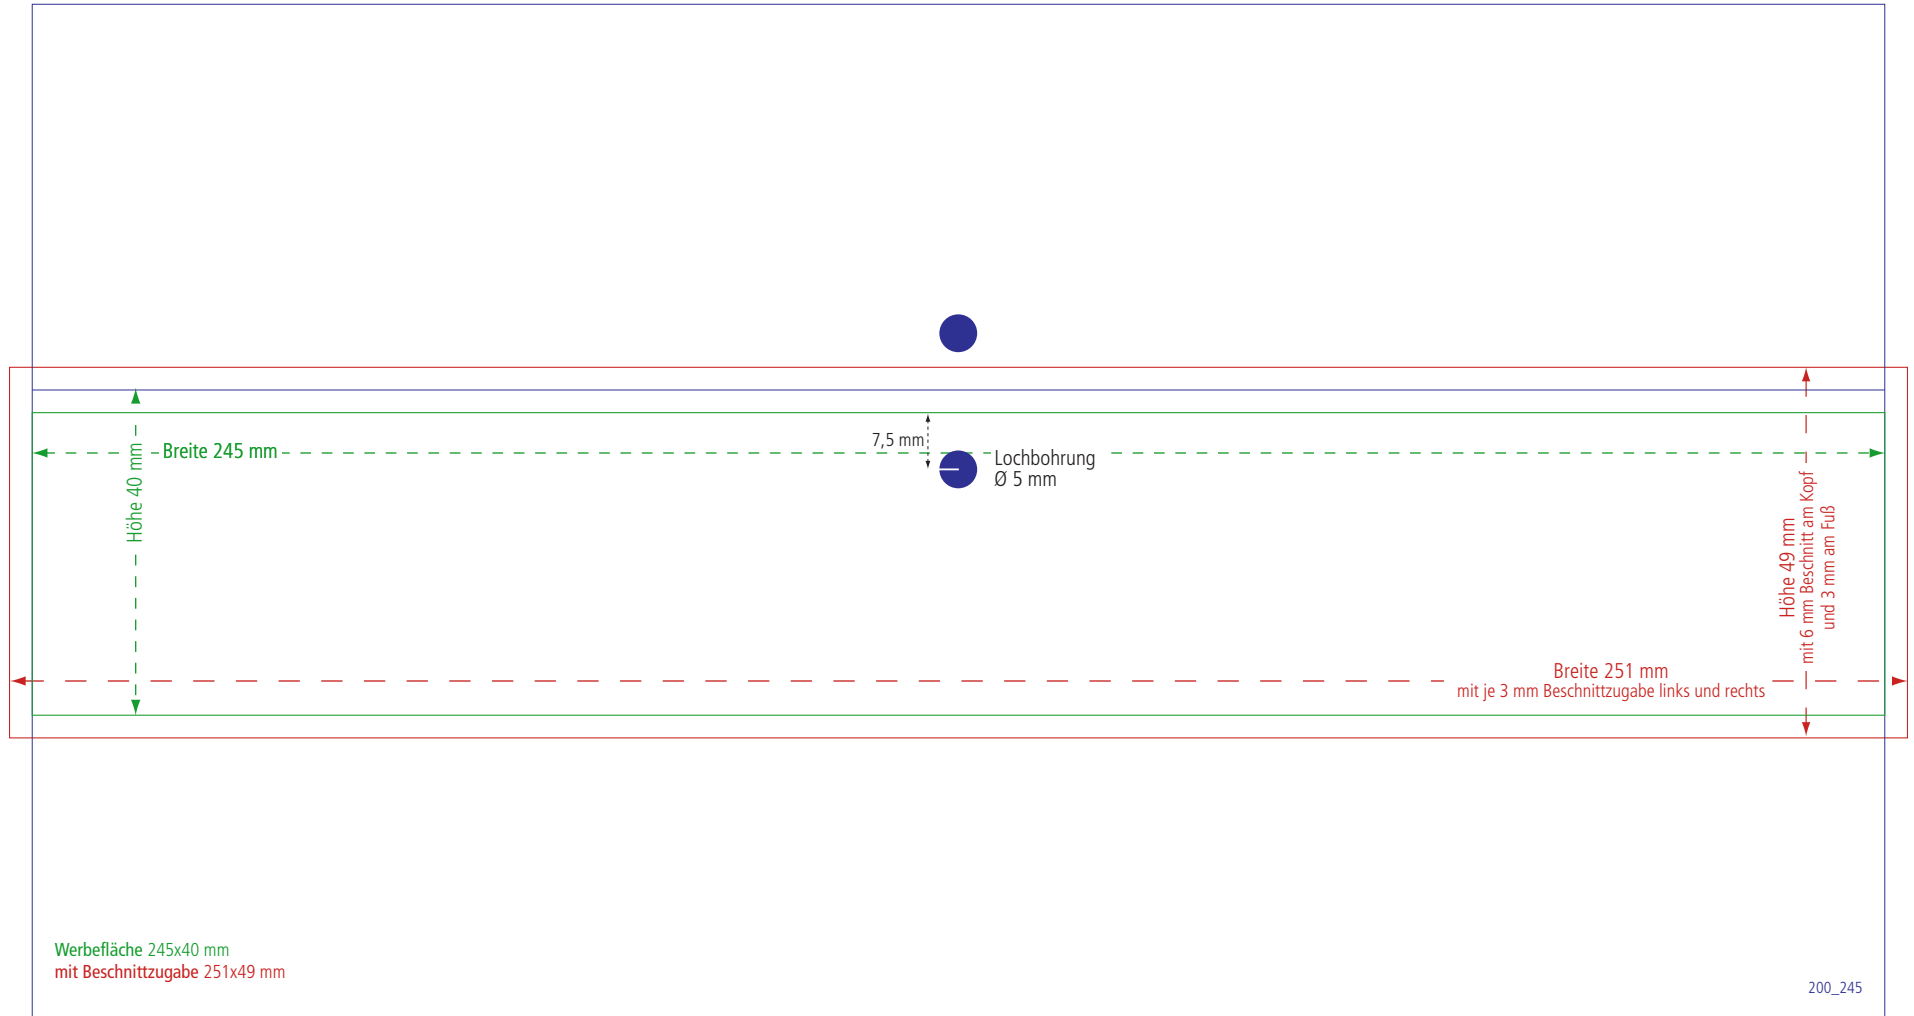 7,5 mm
Breite 245 mm
Höhe 40 mm
Lochbohrung
Ø 5 mm
Höhe 49 mm
mit 6 mm Beschnitt am Kopf
und 3 mm am Fuß
Breite 251 mm
mit je 3 mm Beschnittzugabe links und rechts
Werbefläche 245x40 mm
mit Beschnittzugabe 251x49 mm
200_245